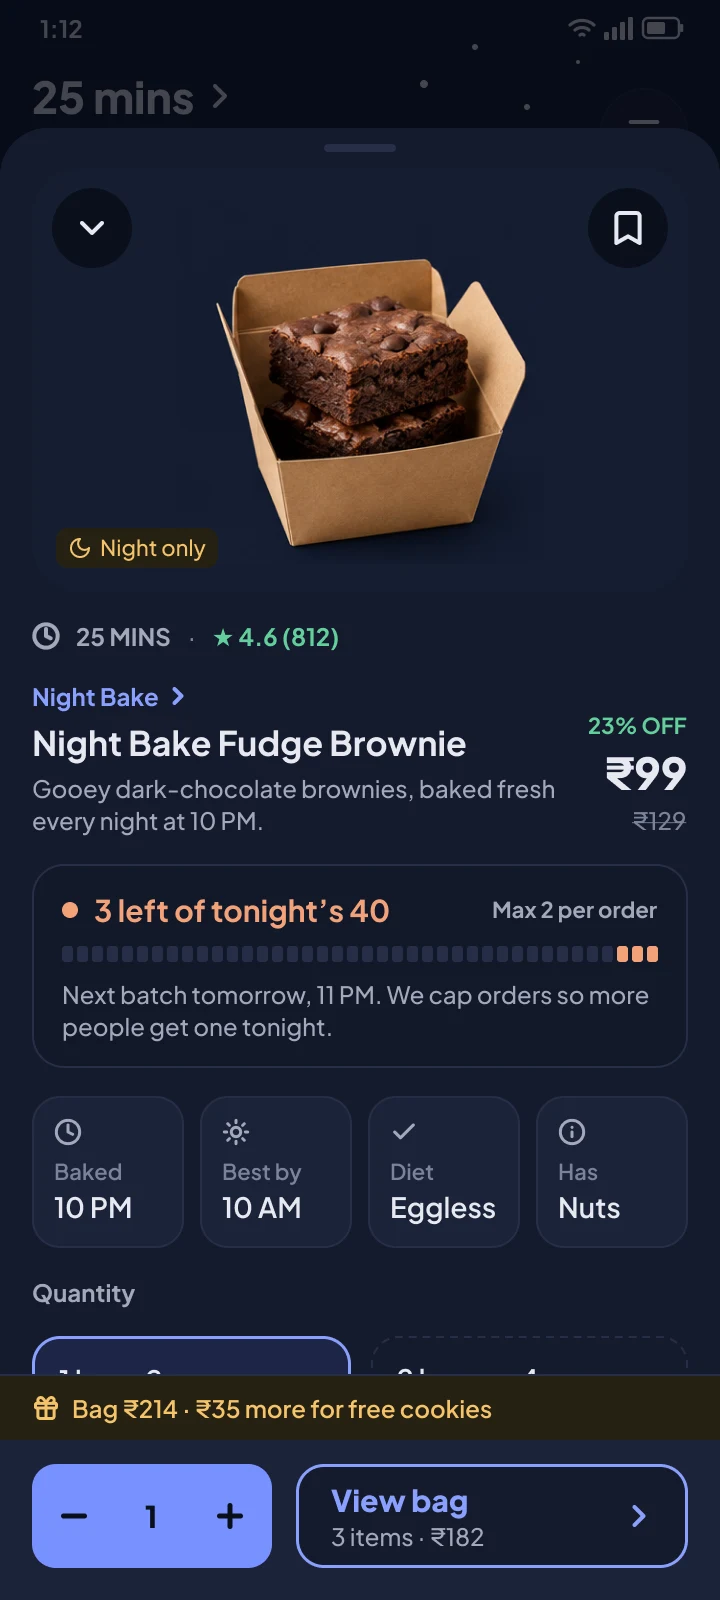 1:12
25 mins
Night only
25 MINS · ★ 4.6 (812)
Night Bake
23% OFF
Night Bake Fudge Brownie
₹99
Gooey dark-chocolate brownies, baked fresh
every night at 10 PM.
₹129
3 left of tonight’s 40
Max 2 per order
Next batch tomorrow, 11 PM. We cap orders so more
people get one tonight.
Baked
10 PM
Best by
10 AM
Diet
Eggless
Has
Nuts
Quantity
Bag ₹214 · ₹35 more for free cookies
1
View bag
3 items · ₹182